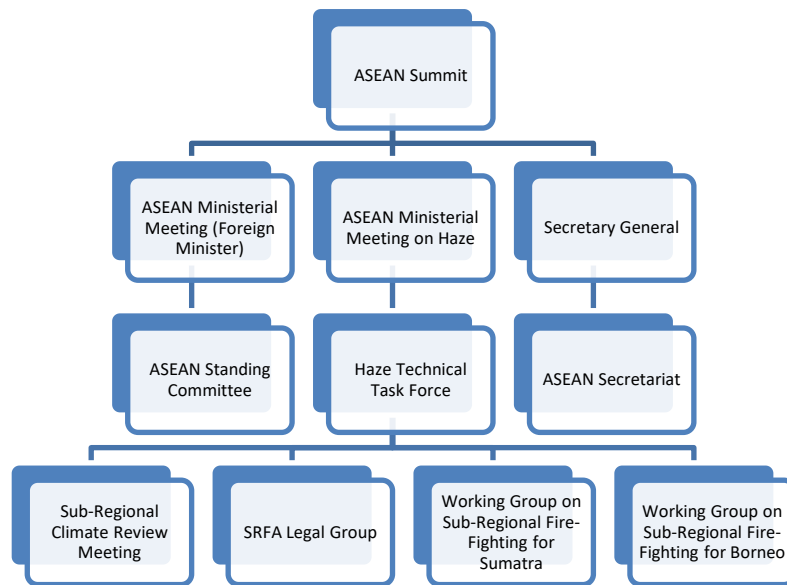 ASEAN Summit
ASEAN Ministerial
Meeting (Foreign
Minister)
ASEAN Ministerial
Meeting on Haze
Secretary General
ASEAN Standing
Committee
Haze Technical
Task Force
ASEAN Secretariat
Sub-Regional
Climate Review
Meeting
SRFA Legal Group
Working Group on
Sub-Regional Fire-
Fighting for
Sumatra
Working Group on
Sub-Regional Fire-
Fighting for Borneo